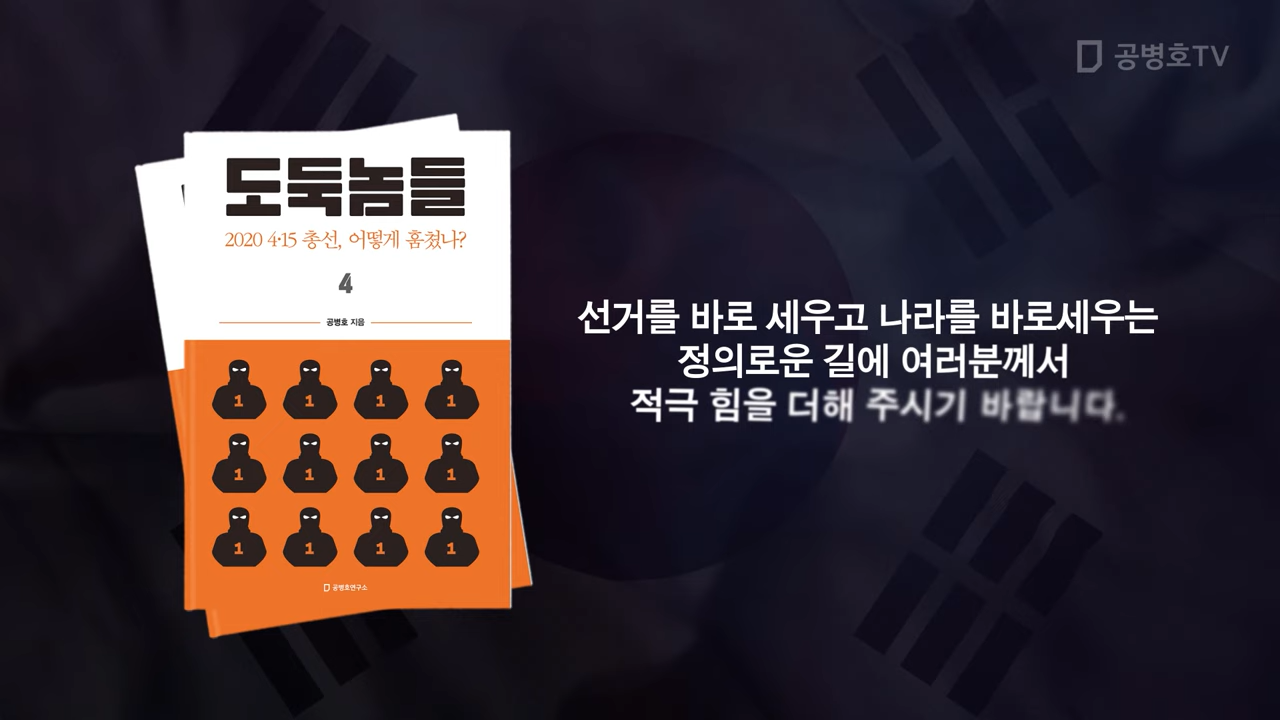 공병호TV
도둑놈들
2020 4·15 총선, 어떻게 훔쳤나?
4
공병호 지음
1 1 1 1
1 1 1 1
1 1 1 1
공병호연구소
선거를 바로 세우고 나라를 바로세우는
정의로운 길에 여러분께서
적극 힘을 더해 주시기 바랍니다.